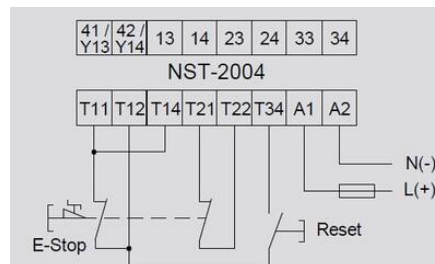 41 / Y13 42 / Y14 13 14 23 24 33 34
NST-2004
T11 T12 T14 T21 T22 T34 A1 A2
N(-)
L(+)
E-Stop
Reset